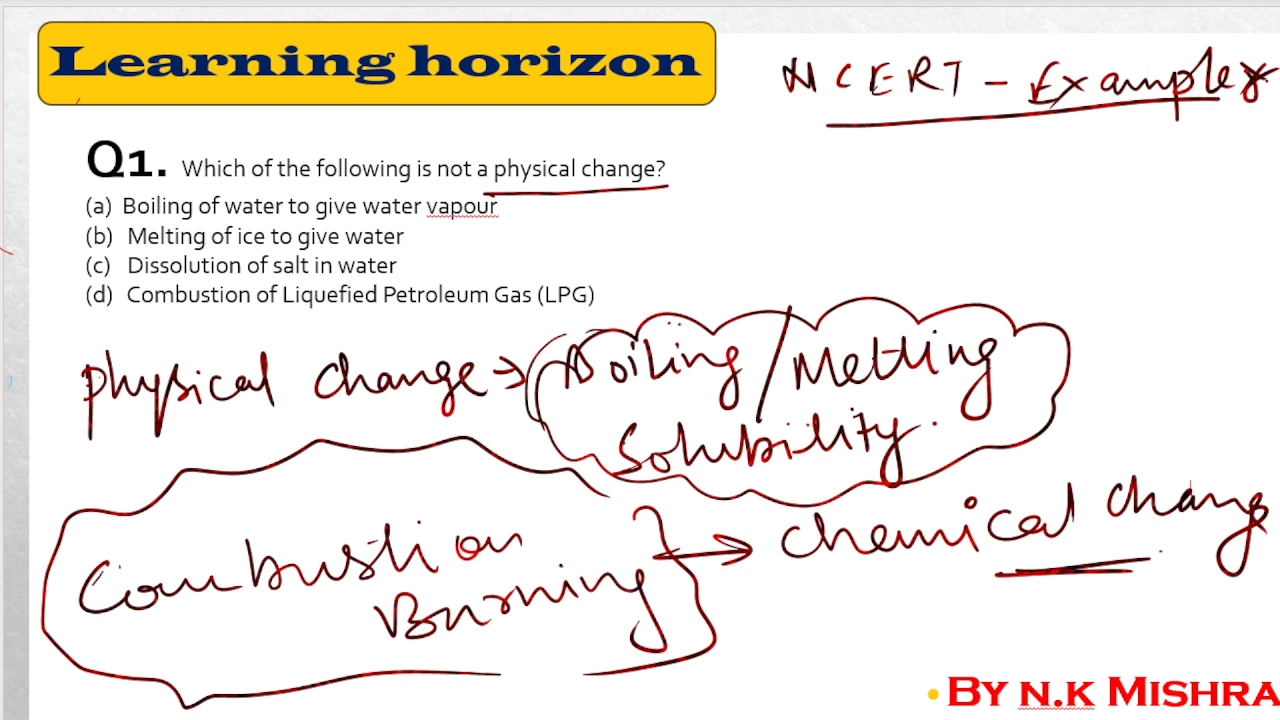 Learning horizon
NCERT - Examples
Q1. Which of the following is not a physical change?
(a) Boiling of water to give water vapour
(b) Melting of ice to give water
(c) Dissolution of salt in water
(d) Combustion of Liquefied Petroleum Gas (LPG)
Physical change → Boiling / Melting
Solubility.
Combustion
Burning } → Chemical Change
• BY N.K MISHRA